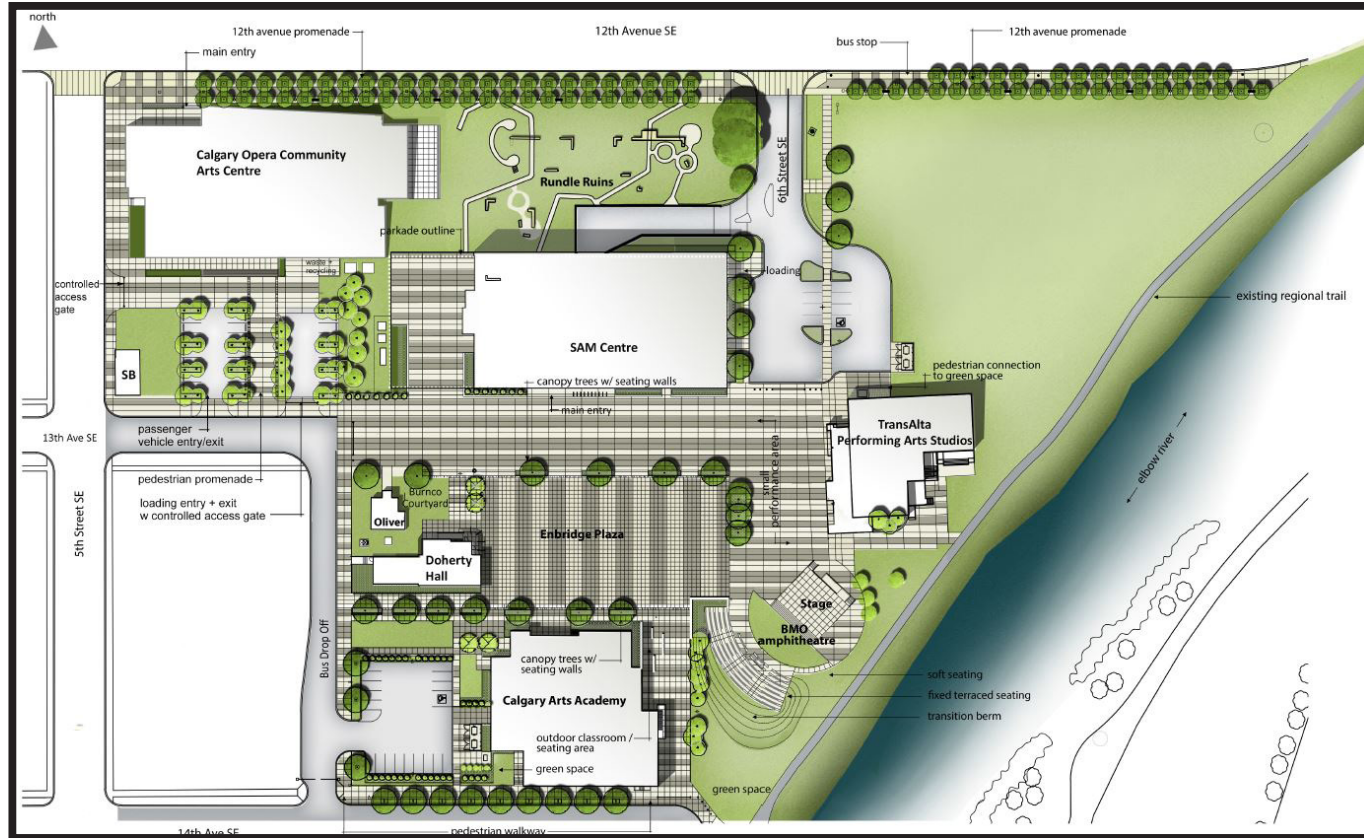 north
12th avenue promenade
12th Avenue SE
12th avenue promenade
main entry
bus stop
Calgary Opera Community
Arts Centre
Rundle Ruins
6th Street SE
parkade outline
waste +
recycling
loading
controlled
access
gate
existing regional trail
SAM Centre
SB
canopy trees w/ seating walls
pedestrian connection
to green space
main entry
passenger
vehicle entry/exit
13th Ave SE
TransAlta
Performing Arts Studios
small
performance area
elbow river
pedestrian promenade
loading entry + exit
w controlled access gate
5th Street SE
Burnco
Courtyard
Oliver
Enbridge Plaza
Doherty
Hall
Stage
BMO
amphitheatre
Bus Drop Off
canopy trees w/
seating walls
soft seating
Calgary Arts Academy
fixed terraced seating
transition berm
outdoor classroom /
seating area
green space
green space
14th Ave SE
pedestrian walkway